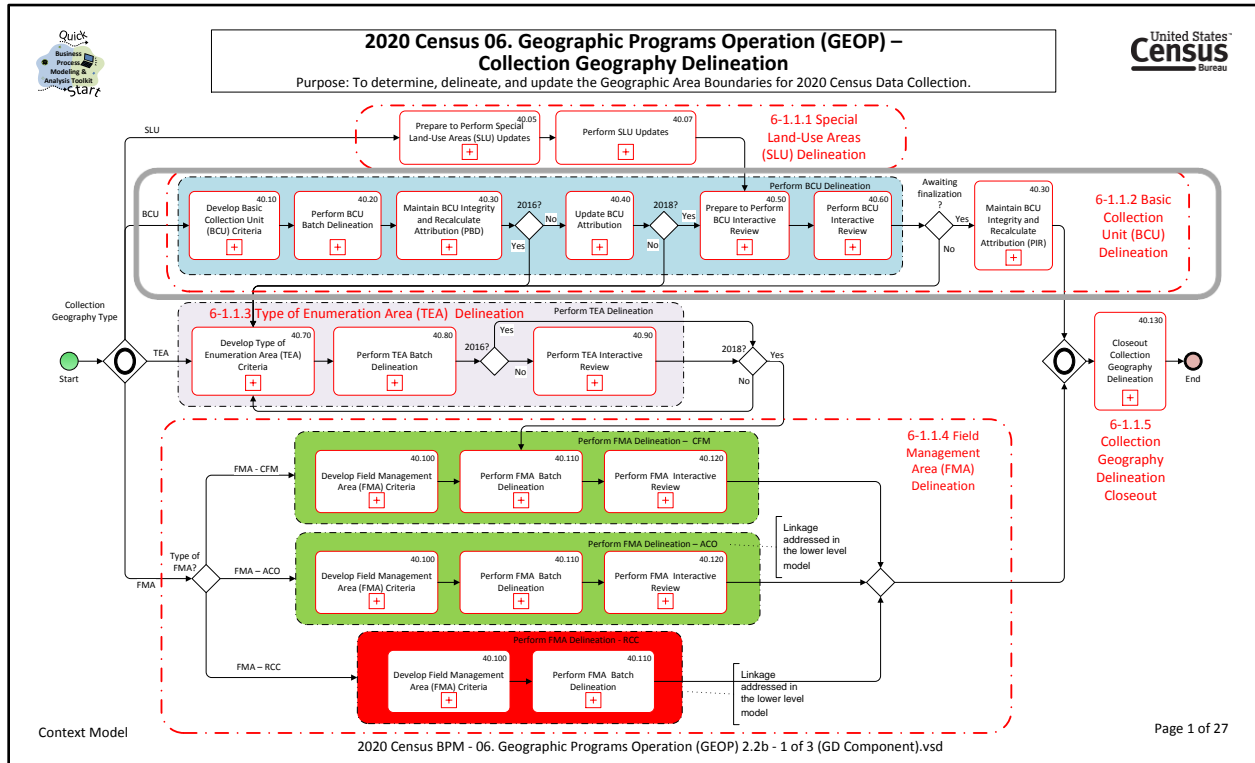 Quick
Business
Process
Modeling &
Analysis Toolkit
Start
2020 Census 06. Geographic Programs Operation (GEOP) –
Collection Geography Delineation
Purpose: To determine, delineate, and update the Geographic Area Boundaries for 2020 Census Data Collection.
United States™
Census
Bureau
SLU
40.05
Prepare to Perform Special
Land-Use Areas (SLU) Updates
40.07
Perform SLU Updates
6-1.1.1 Special
Land-Use Areas
(SLU) Delineation
Perform BCU Delineation
BCU
40.10
Develop Basic
Collection Unit
(BCU) Criteria
40.20
Perform BCU
Batch Delineation
40.30
Maintain BCU Integrity
and Recalculate
Attribution (PBD)
2016?
No
Yes
40.40
Update BCU
Attribution
2018?
Yes
No
40.50
Prepare to Perform
BCU Interactive
Review
40.60
Perform BCU
Interactive
Review
Awaiting
finalization
?
Yes
No
40.30
Maintain BCU
Integrity and
Recalculate
Attribution (PIR)
6-1.1.2 Basic
Collection
Unit (BCU)
Delineation
Collection
Geography Type
Start
TEA
6-1.1.3 Type of Enumeration Area (TEA) Delineation
Perform TEA Delineation
40.70
Develop Type of
Enumeration Area (TEA)
Criteria
40.80
Perform TEA Batch
Delineation
2016?
Yes
No
40.90
Perform TEA Interactive
Review
2018?
Yes
No
40.130
Closeout
Collection
Geography
Delineation
End
6-1.1.5
Collection
Geography
Delineation
Closeout
FMA
Type of
FMA?
FMA - CFM
Perform FMA Delineation – CFM
40.100
Develop Field Management
Area (FMA) Criteria
40.110
Perform FMA Batch
Delineation
40.120
Perform FMA Interactive
Review
6-1.1.4 Field
Management
Area (FMA)
Delineation
FMA – ACO
Perform FMA Delineation – ACO
40.100
Develop Field Management
Area (FMA) Criteria
40.110
Perform FMA Batch
Delineation
40.120
Perform FMA Interactive
Review
Linkage
addressed in
the lower level
model
FMA – RCC
Perform FMA Delineation - RCC
40.100
Develop Field Management
Area (FMA) Criteria
40.110
Perform FMA Batch
Delineation
Linkage
addressed in
the lower level
model
Context Model
2020 Census BPM - 06. Geographic Programs Operation (GEOP) 2.2b - 1 of 3 (GD Component).vsd
Page 1 of 27